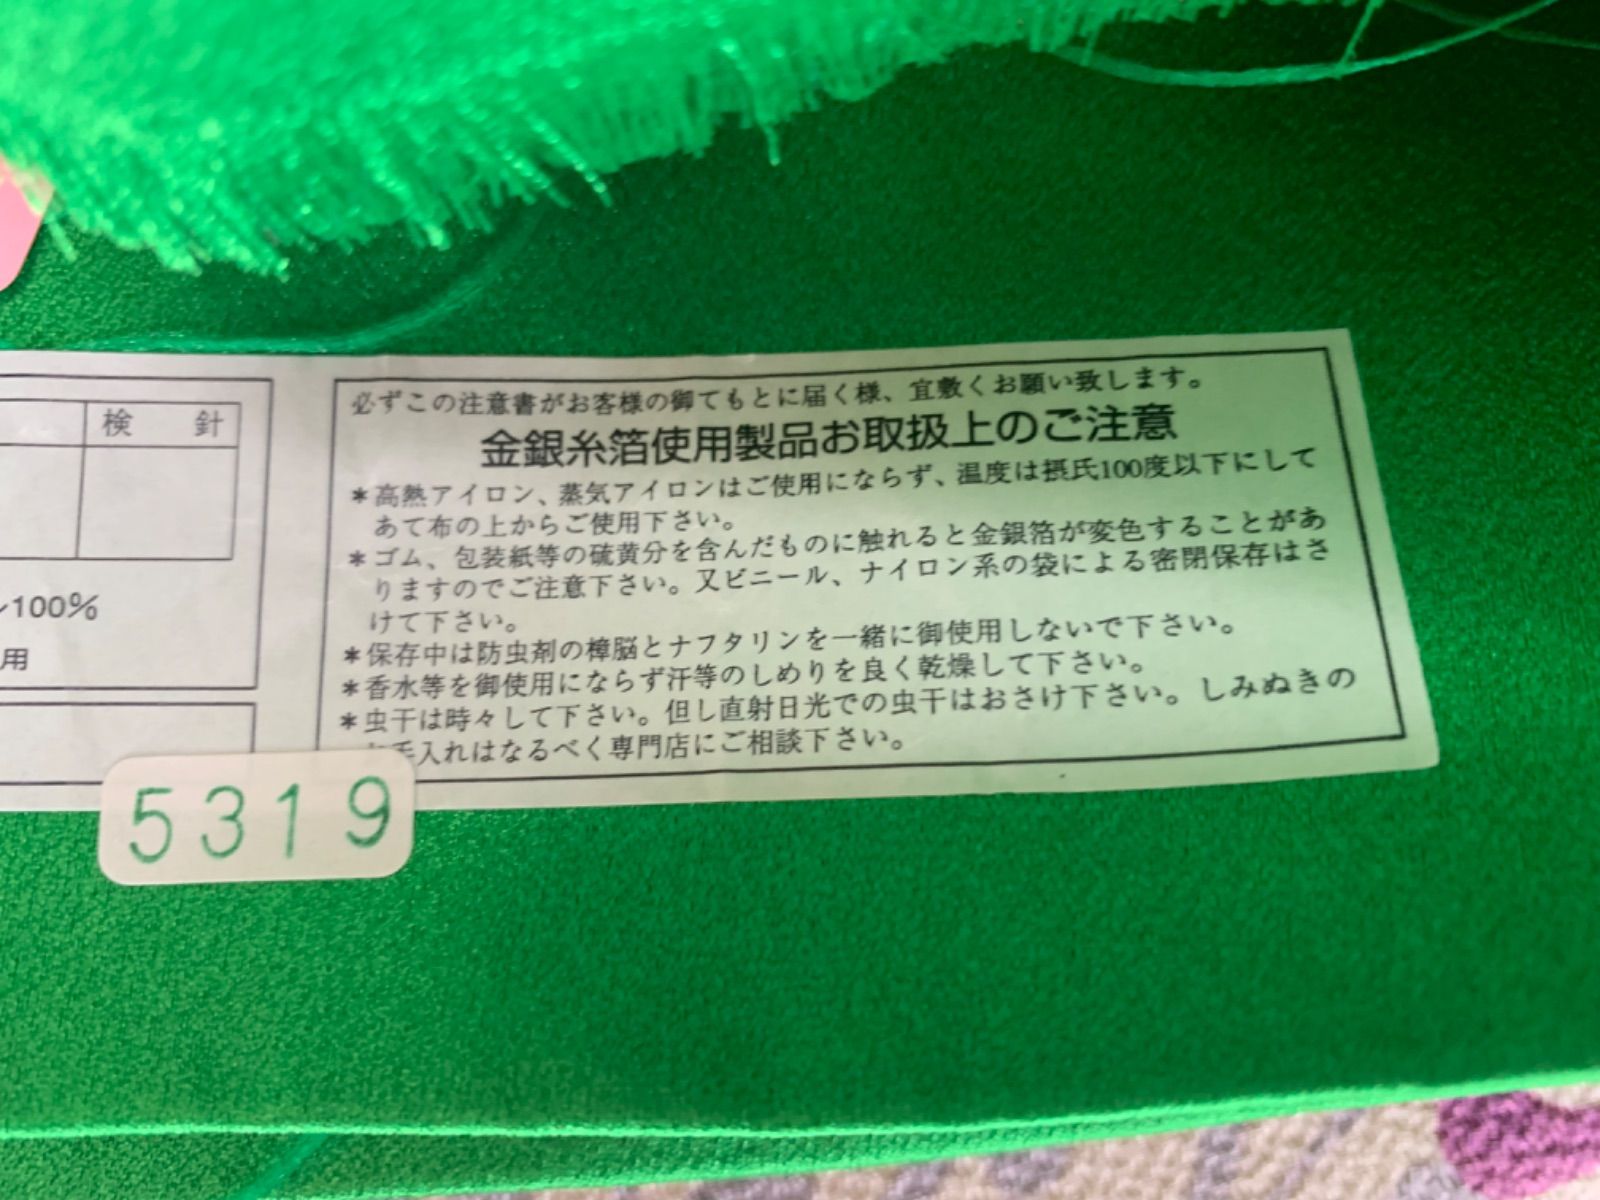 検 針
100%
用
必ずこの注意書がお客様の御てもとに届く様、宜敷くお願い致します。
金銀糸箔使用製品お取扱上のご注意
＊高熱アイロン、蒸気アイロンはご使用にならず、温度は摂氏100度以下にして
あて布の上からご使用下さい。
＊ゴム、包装紙等の硫黄分を含んだものに触れると金銀箔が変色することがあ
りますのでご注意下さい。又ビニール、ナイロン系の袋による密閉保存はさ
けて下さい。
＊保存中は防虫剤の樟脳とナフタリンを一緒に御使用しないで下さい。
＊香水等を御使用にならず汗等のしめりを良く乾燥して下さい。
＊虫干は時々して下さい。但し直射日光での虫干はおさけ下さい。しみぬきの
手入れはなるべく専門店にご相談下さい。
5319